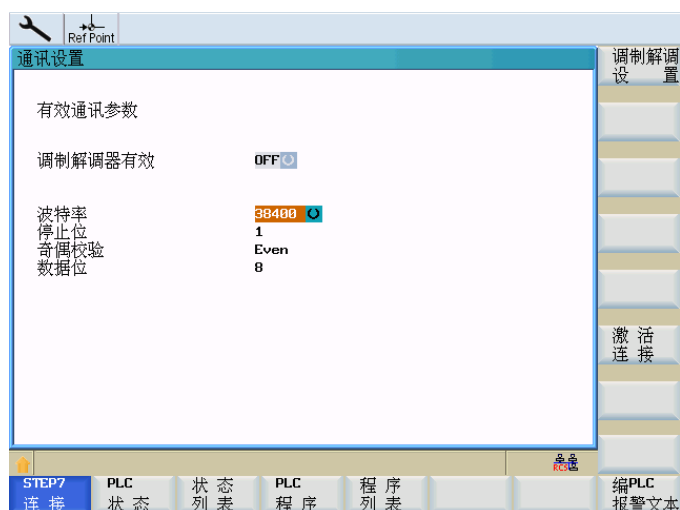 Ref Point
通讯设置
调制解调
设 置
有效通讯参数
调制解调器有效 OFF
波特率 38400
停止位 1
奇偶校验 Even
数据位 8
激 活
连 接
RCS
STEP7
连 接
PLC
状 态
状 态
列 表
PLC
程 序
程 序
列 表
编PLC
报警文本